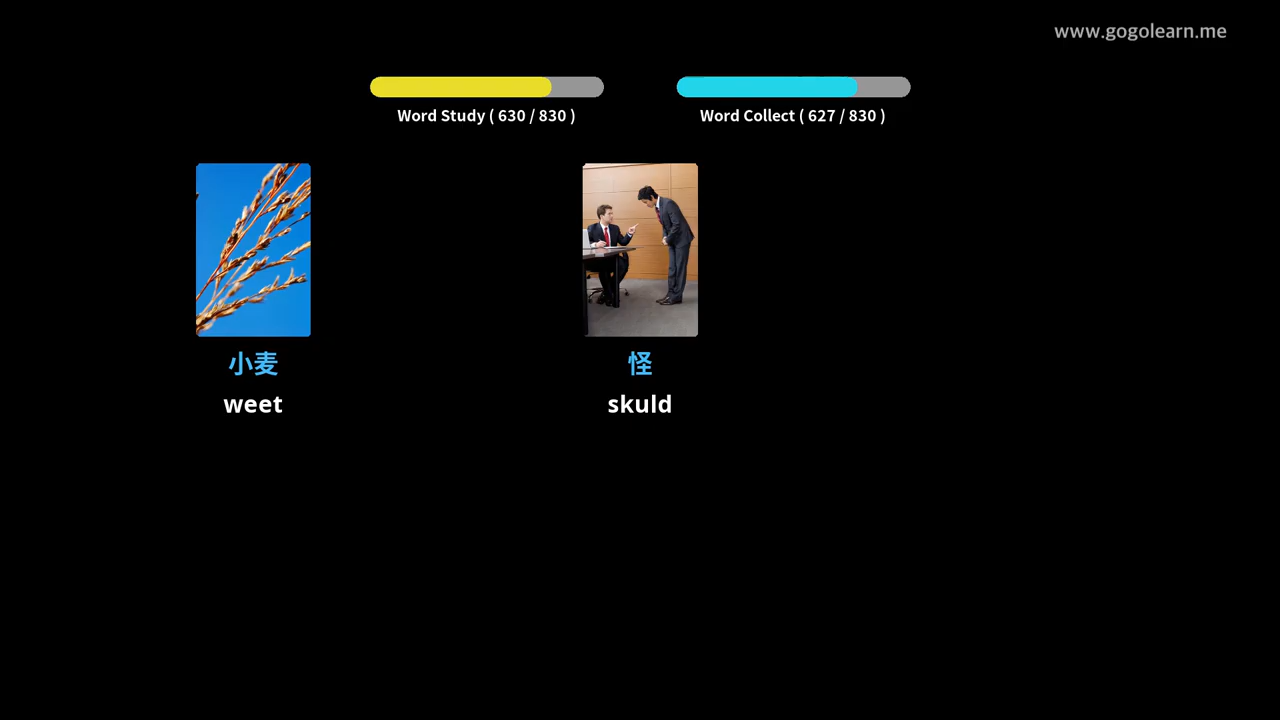 www.gogolearn.me
Word Study ( 630 / 830 )
Word Collect ( 627 / 830 )
小麦
weet
怪
skuld